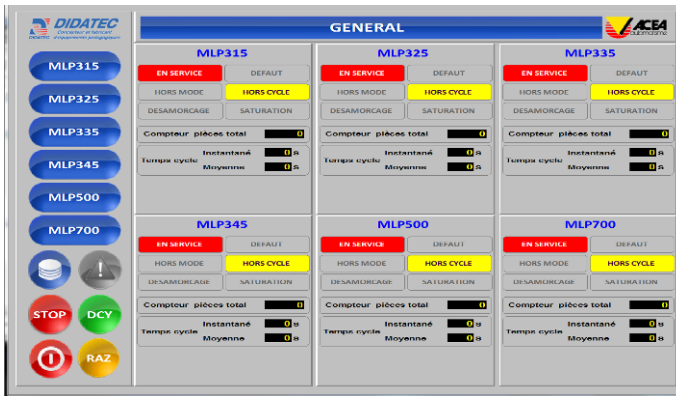 DIDATEC
Concepteur et fabricant
d'équipements pédagogiques
DIDATEC
GENERAL
ACEA
automatisme
MLP315
MLP325
MLP335
MLP345
MLP500
MLP700
STOP
DCY
RAZ
MLP315
EN SERVICE
DEFAUT
HORS MODE
HORS CYCLE
DESAMORCAGE
SATURATION
Compteur pièces total 0
Temps cycle
Instantané 0 s
Moyenne 0 s
MLP325
EN SERVICE
DEFAUT
HORS MODE
HORS CYCLE
DESAMORCAGE
SATURATION
Compteur pièces total 0
Temps cycle
Instantané 0 s
Moyenne 0 s
MLP335
EN SERVICE
DEFAUT
HORS MODE
HORS CYCLE
DESAMORCAGE
SATURATION
Compteur pièces total 0
Temps cycle
Instantané 0 s
Moyenne 0 s
MLP345
EN SERVICE
DEFAUT
HORS MODE
HORS CYCLE
DESAMORCAGE
SATURATION
Compteur pièces total 0
Temps cycle
Instantané 0 s
Moyenne 0 s
MLP500
EN SERVICE
DEFAUT
HORS MODE
HORS CYCLE
DESAMORCAGE
SATURATION
Compteur pièces total 0
Temps cycle
Instantané 0 s
Moyenne 0 s
MLP700
EN SERVICE
DEFAUT
HORS MODE
HORS CYCLE
DESAMORCAGE
SATURATION
Compteur pièces total 0
Temps cycle
Instantané 0 s
Moyenne 0 s